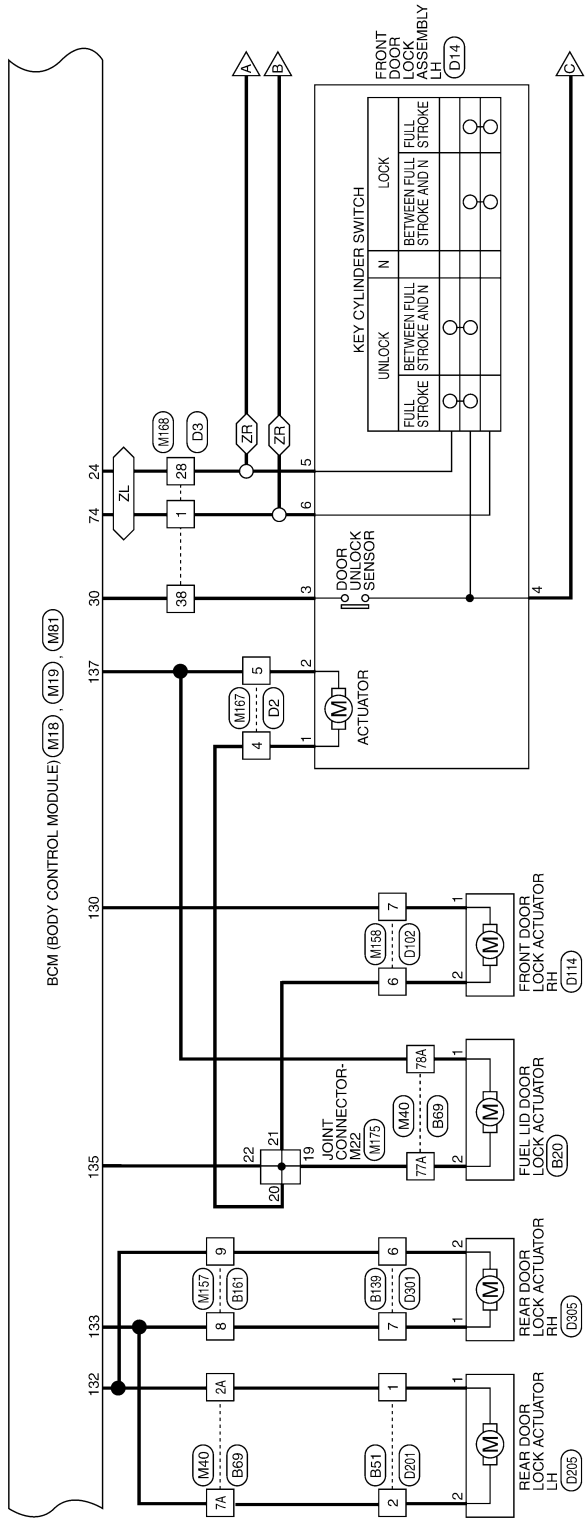 BCM (BODY CONTROL MODULE) M18 , M19 , M81
132
133
135
130
137
30
74
24
ZL
M168
D3
38
1
28
ZR
ZR
A
B
C
M40
B69
7A
2A
M157
B161
8
9
22
21
20
19
JOINT
CONNECTOR-
M22
M175
M167
D2
4
5
B51
D201
2
1
B139
D301
7
6
M40
B69
77A
78A
M158
D102
6
7
2
1
REAR DOOR
LOCK ACTUATOR
LH
D205
M
1
2
REAR DOOR
LOCK ACTUATOR
RH
D305
M
2
1
FUEL LID DOOR
LOCK ACTUATOR
B20
M
2
1
FRONT DOOR
LOCK ACTUATOR
RH
D114
M
1
2
3
6
5
4
M
ACTUATOR
DOOR
UNLOCK
SENSOR
FRONT
DOOR
LOCK
ASSEMBLY
LH
D14
KEY CYLINDER SWITCH
UNLOCK
N
LOCK
FULL
STROKE
BETWEEN FULL
STROKE AND N
BETWEEN FULL
STROKE AND N
FULL
STROKE